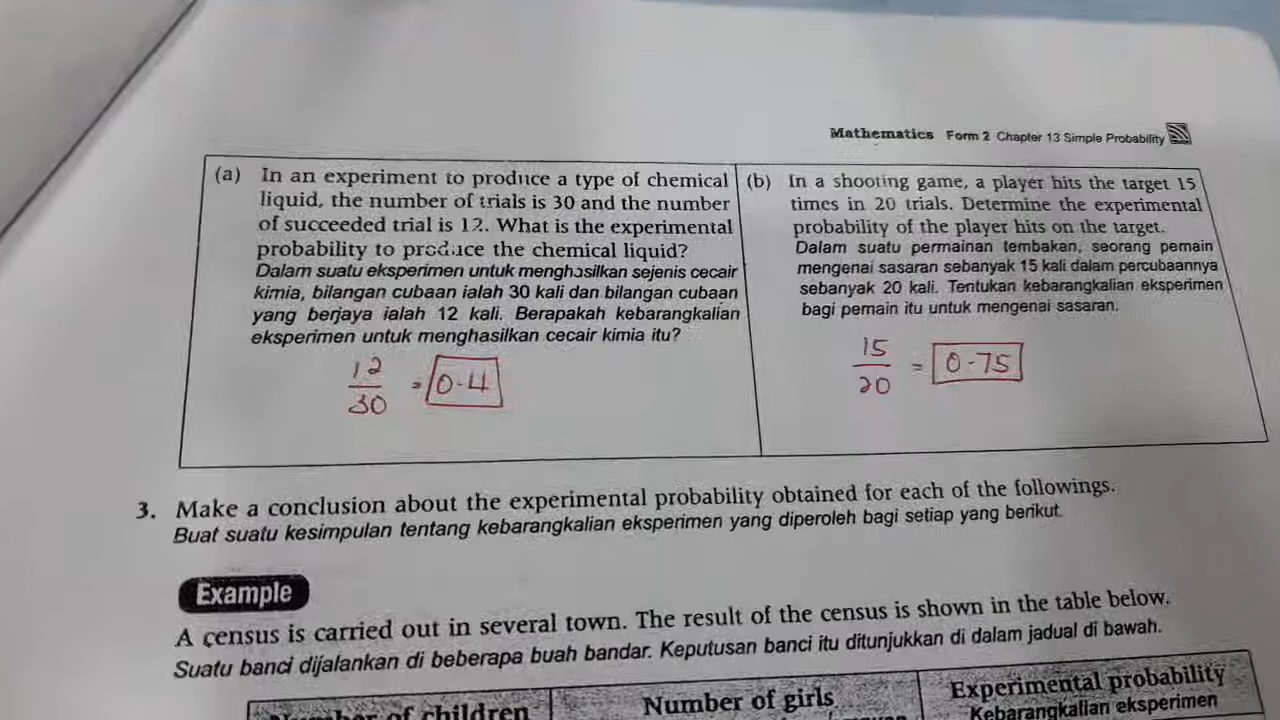 Mathematics Form 2 Chapter 13 Simple Probability
(a) In an experiment to produce a type of chemical
liquid, the number of trials is 30 and the number
of succeeded trial is 12. What is the experimental
probability to produce the chemical liquid?
Dalam suatu eksperimen untuk menghasilkan sejenis cecair
kimia, bilangan cubaan ialah 30 kali dan bilangan cubaan
yang berjaya ialah 12 kali. Berapakah kebarangkalian
eksperimen untuk menghasilkan cecair kimia itu?
12
30
= 0.4
(b) In a shooting game, a player hits the target 15
times in 20 trials. Determine the experimental
probability of the player hits on the target.
Dalam suatu permainan tembakan, seorang pemain
mengenai sasaran sebanyak 15 kali dalam percubaannya
sebanyak 20 kali. Tentukan kebarangkalian eksperimen
bagi pemain itu untuk mengenai sasaran.
15
20
= 0.75
3. Make a conclusion about the experimental probability obtained for each of the followings.
Buat suatu kesimpulan tentang kebarangkalian eksperimen yang diperoleh bagi setiap yang berikut.
Example
A census is carried out in several town. The result of the census is shown in the table below.
Suatu banci dijalankan di beberapa buah bandar. Keputusan banci itu ditunjukkan di dalam jadual di bawah.
Number of children
Number of girls
Experimental probability
Kebarangkalian eksperimen